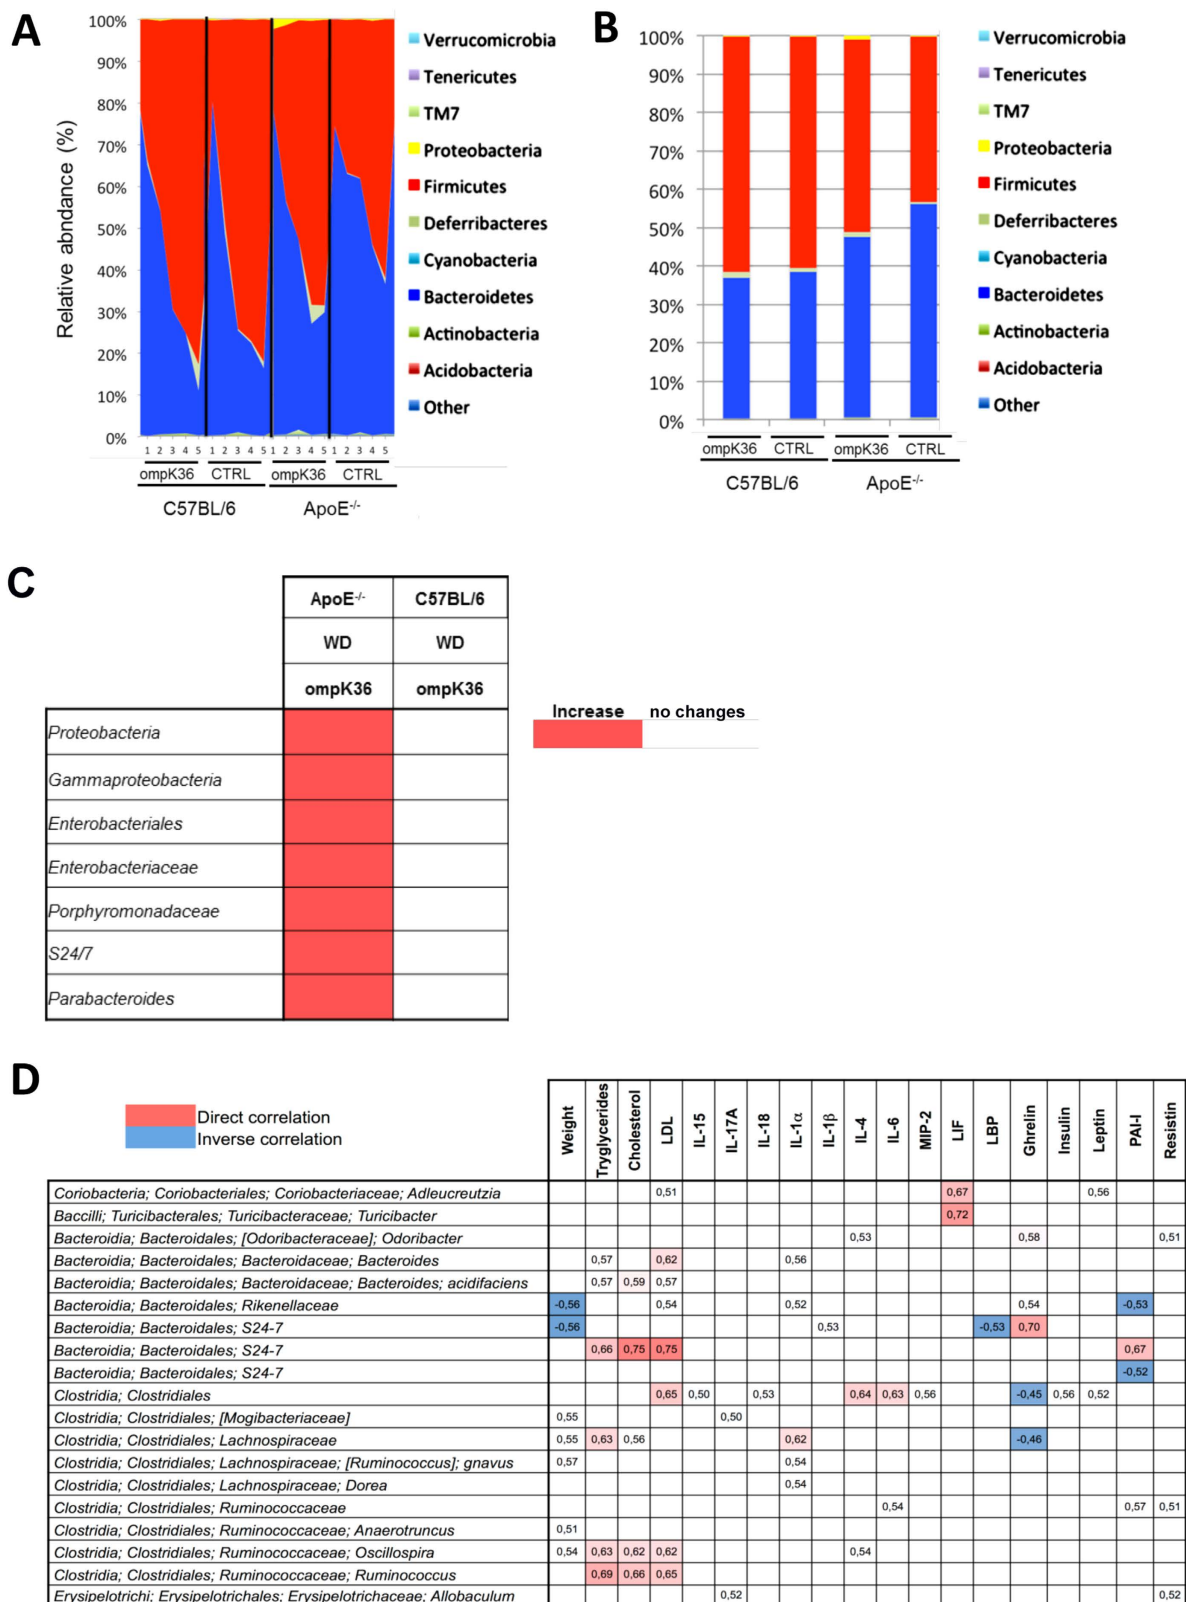 A
100%
90%
80%
70%
60%
50%
40%
30%
20%
10%
0%
Relative abndance (%)
1 2 3 4 5 1 2 3 4 5 1 2 3 4 5 1 2 3 4 5
ompK36 CTRL ompK36 CTRL
C57BL/6 ApoE-/-
Verrucomicrobia
Tenericutes
TM7
Proteobacteria
Firmicutes
Deferribacteres
Cyanobacteria
Bacteroidetes
Actinobacteria
Acidobacteria
Other
B
100%
90%
80%
70%
60%
50%
40%
30%
20%
10%
0%
ompK36 CTRL ompK36 CTRL
C57BL/6 ApoE-/-
Verrucomicrobia
Tenericutes
TM7
Proteobacteria
Firmicutes
Deferribacteres
Cyanobacteria
Bacteroidetes
Actinobacteria
Acidobacteria
Other
C
ApoE-/- C57BL/6
WD WD
ompK36 ompK36
Proteobacteria
Gammaproteobacteria
Enterobacteriales
Enterobacteriaceae
Porphyromonadaceae
S24/7
Parabacteroides
Increase no changes
D
Direct correlation
Inverse correlation
Weight Tryglycerides Cholesterol LDL IL-15 IL-17A IL-18 IL-1α IL-1β IL-4 IL-6 MIP-2 LIF LBP Ghrelin Insulin Leptin PAI-I Resistin
Coriobacteria; Coriobacteriales; Coriobacteriaceae; Adleucreutzia 0,51 0,67 0,56
Baccilli; Turicibacterales; Turicibacteraceae; Turicibacter 0,72
Bacteroidia; Bacteroidales; [Odoribacteraceae]; Odoribacter 0,53 0,58 0,51
Bacteroidia; Bacteroidales; Bacteroidaceae; Bacteroides 0,57 0,62 0,56
Bacteroidia; Bacteroidales; Bacteroidaceae; Bacteroides; acidifaciens 0,57 0,59 0,57
Bacteroidia; Bacteroidales; Rikenellaceae -0,56 0,54 0,52 0,54 -0,53
Bacteroidia; Bacteroidales; S24-7 -0,56 0,53 -0,53 0,70
Bacteroidia; Bacteroidales; S24-7 0,66 0,75 0,75 0,67
Bacteroidia; Bacteroidales; S24-7 -0,52
Clostridia; Clostridiales 0,65 0,50 0,53 0,64 0,63 0,56 -0,45 0,56 0,52
Clostridia; Clostridiales; [Mogibacteriaceae] 0,55 0,50
Clostridia; Clostridiales; Lachnospiraceae 0,55 0,63 0,56 0,62 -0,46
Clostridia; Clostridiales; Lachnospiraceae; [Ruminococcus]; gnavus 0,57 0,54
Clostridia; Clostridiales; Lachnospiraceae; Dorea 0,54
Clostridia; Clostridiales; Ruminococcaceae 0,54 0,57 0,51
Clostridia; Clostridiales; Ruminococcaceae; Anaerotruncus 0,51
Clostridia; Clostridiales; Ruminococcaceae; Oscillospira 0,54 0,63 0,62 0,62 0,54
Clostridia; Clostridiales; Ruminococcaceae; Ruminococcus 0,69 0,66 0,65
Erysipelotrichi; Erysipelotrichales; Erysipelotrichaceae; Allobaculum 0,52 0,52